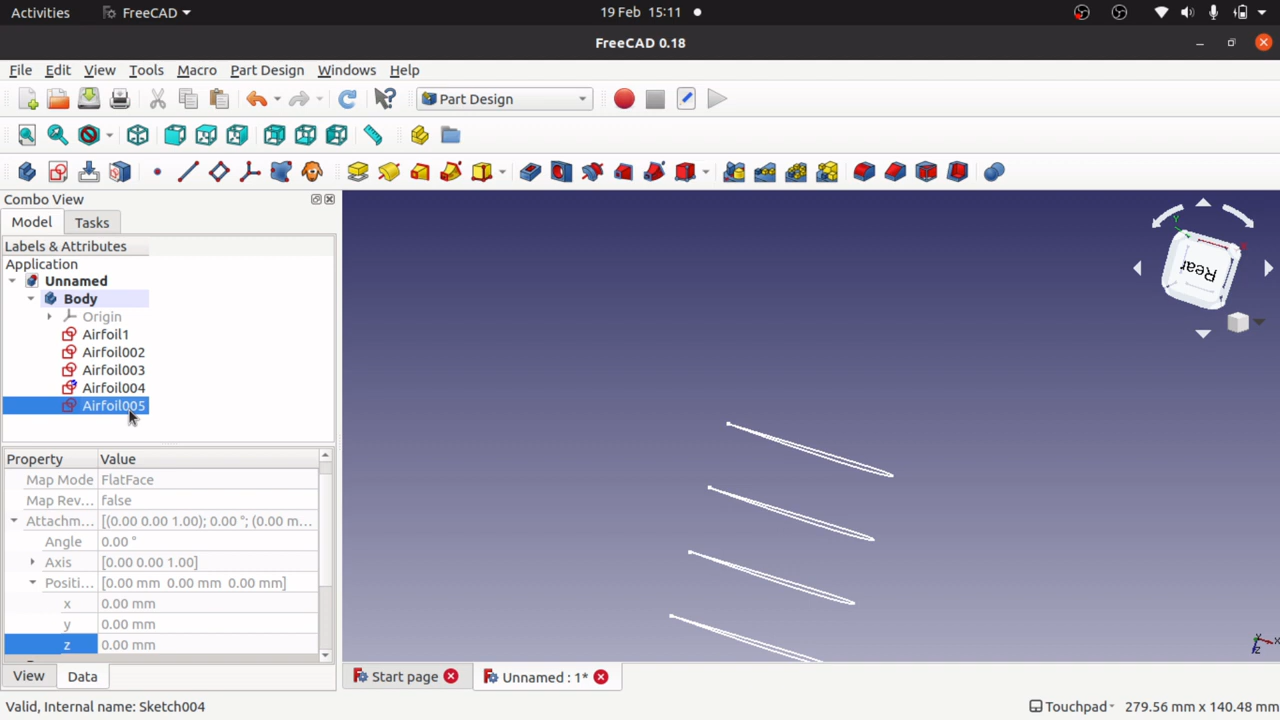 Activities FreeCAD 19 Feb 15:11
FreeCAD 0.18
File Edit View Tools Macro Part Design Windows Help
Part Design
Combo View
Model Tasks
Labels & Attributes
Application
Unnamed
Body
Origin
Airfoil1
Airfoil002
Airfoil003
Airfoil004
Airfoil005
Rear
Y
Property Value
Map Mode FlatFace
Map Rev... false
Attachm... [(0.00 0.00 1.00); 0.00 °; (0.00 m...
Angle 0.00 °
Axis [0.00 0.00 1.00]
Positi... [0.00 mm 0.00 mm 0.00 mm]
x 0.00 mm
y 0.00 mm
z 0.00 mm
View Data
Start page Unnamed : 1*
Valid, Internal name: Sketch004 Touchpad 279.56 mm x 140.48 mm